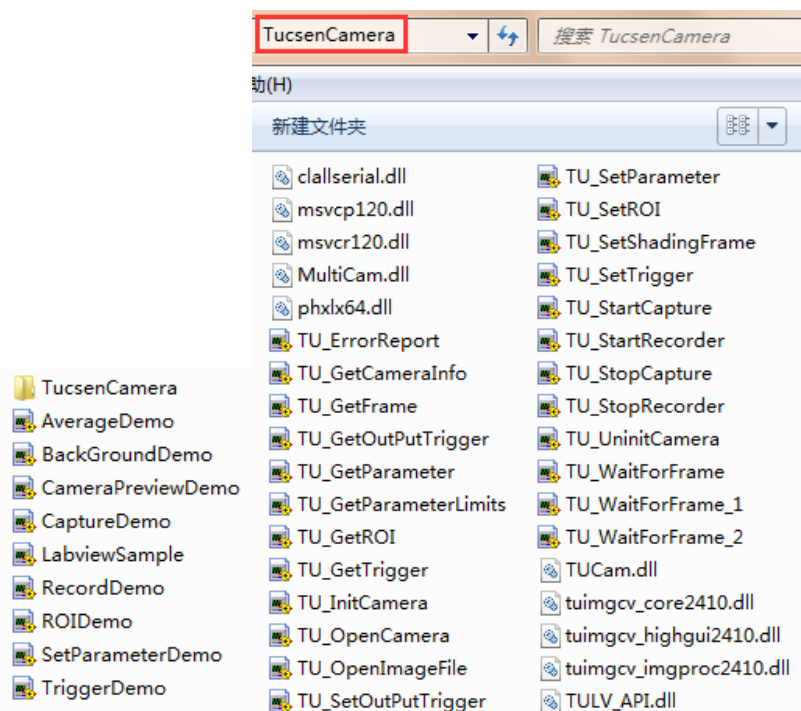 TucsenCamera
搜索 TucsenCamera
助(H)
新建文件夹
clallserial.dll
msvcp120.dll
msvcr120.dll
MultiCam.dll
phxlx64.dll
TU_ErrorReport
TU_GetCameraInfo
TU_GetFrame
TU_GetOutPutTrigger
TU_GetParameter
TU_GetParameterLimits
TU_GetROI
TU_GetTrigger
TU_InitCamera
TU_OpenCamera
TU_OpenImageFile
TU_SetOutPutTrigger
TU_SetParameter
TU_SetROI
TU_SetShadingFrame
TU_SetTrigger
TU_StartCapture
TU_StartRecorder
TU_StopCapture
TU_StopRecorder
TU_UninitCamera
TU_WaitForFrame
TU_WaitForFrame_1
TU_WaitForFrame_2
TUCam.dll
tuimgcv_core2410.dll
tuimgcv_highgui2410.dll
tuimgcv_imgproc2410.dll
TULV_API.dll
TucsenCamera
AverageDemo
BackGroundDemo
CameraPreviewDemo
CaptureDemo
LabviewSample
RecordDemo
ROIDemo
SetParameterDemo
TriggerDemo